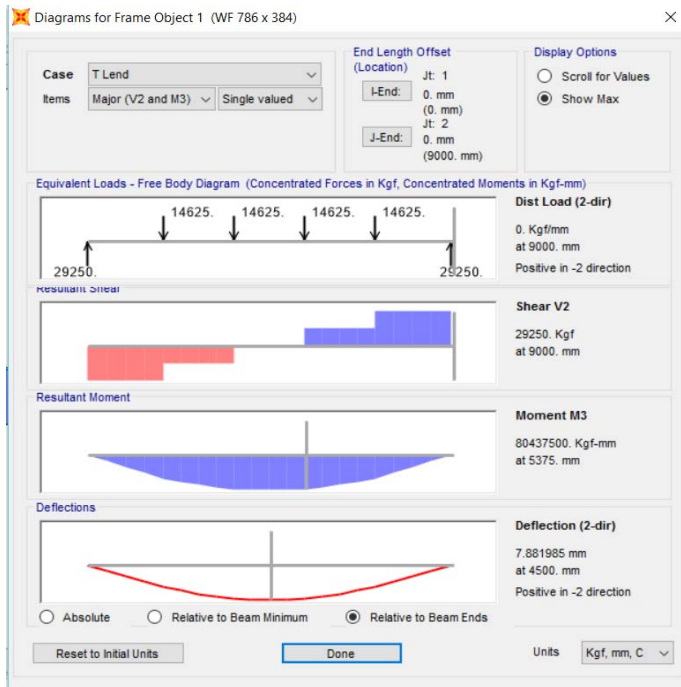 Diagrams for Frame Object 1 (WF 786 x 384)
Case T Lend
Items Major (V2 and M3) Single valued
End Length Offset
(Location)
I-End: Jt: 1
0. mm
(0. mm)
J-End: Jt: 2
0. mm
(9000. mm)
Display Options
Scroll for Values
Show Max
Equivalent Loads - Free Body Diagram (Concentrated Forces in Kgf, Concentrated Moments in Kgf-mm)
14625. 14625. 14625. 14625.
29250. 29250.
Dist Load (2-dir)
0. Kgf/mm
at 9000. mm
Positive in -2 direction
Resultant Shear
Shear V2
29250. Kgf
at 9000. mm
Resultant Moment
Moment M3
80437500. Kgf-mm
at 5375. mm
Deflections
Deflection (2-dir)
7.881985 mm
at 4500. mm
Positive in -2 direction
Absolute Relative to Beam Minimum Relative to Beam Ends
Reset to Initial Units Done Units Kgf, mm, C